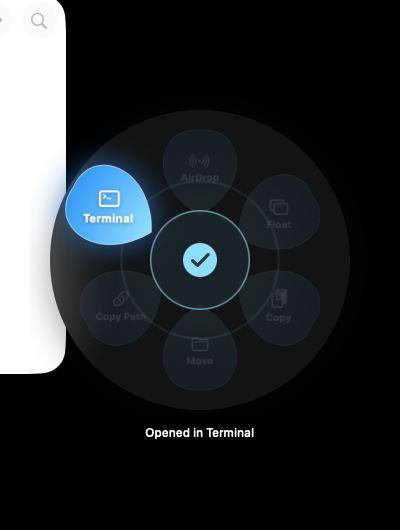 AirDrop
Terminal
Float
Copy Path
Copy
Move
Opened in Terminal